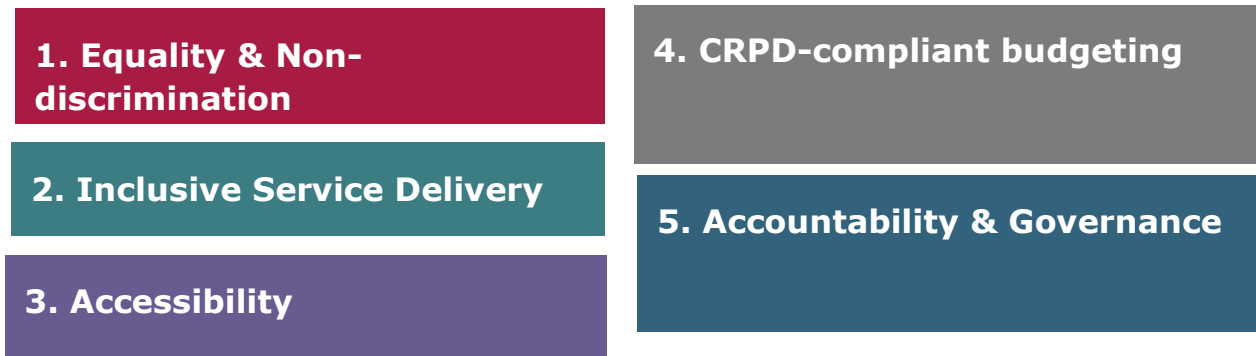 1. Equality & Non-
discrimination
2. Inclusive Service Delivery
3. Accessibility
4. CRPD-compliant budgeting
5. Accountability & Governance